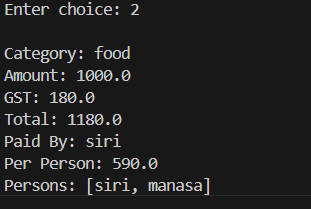 Enter choice: 2
Category: food
Amount: 1000.0
GST: 180.0
Total: 1180.0
Paid By: siri
Per Person: 590.0
Persons: [siri, manasa]